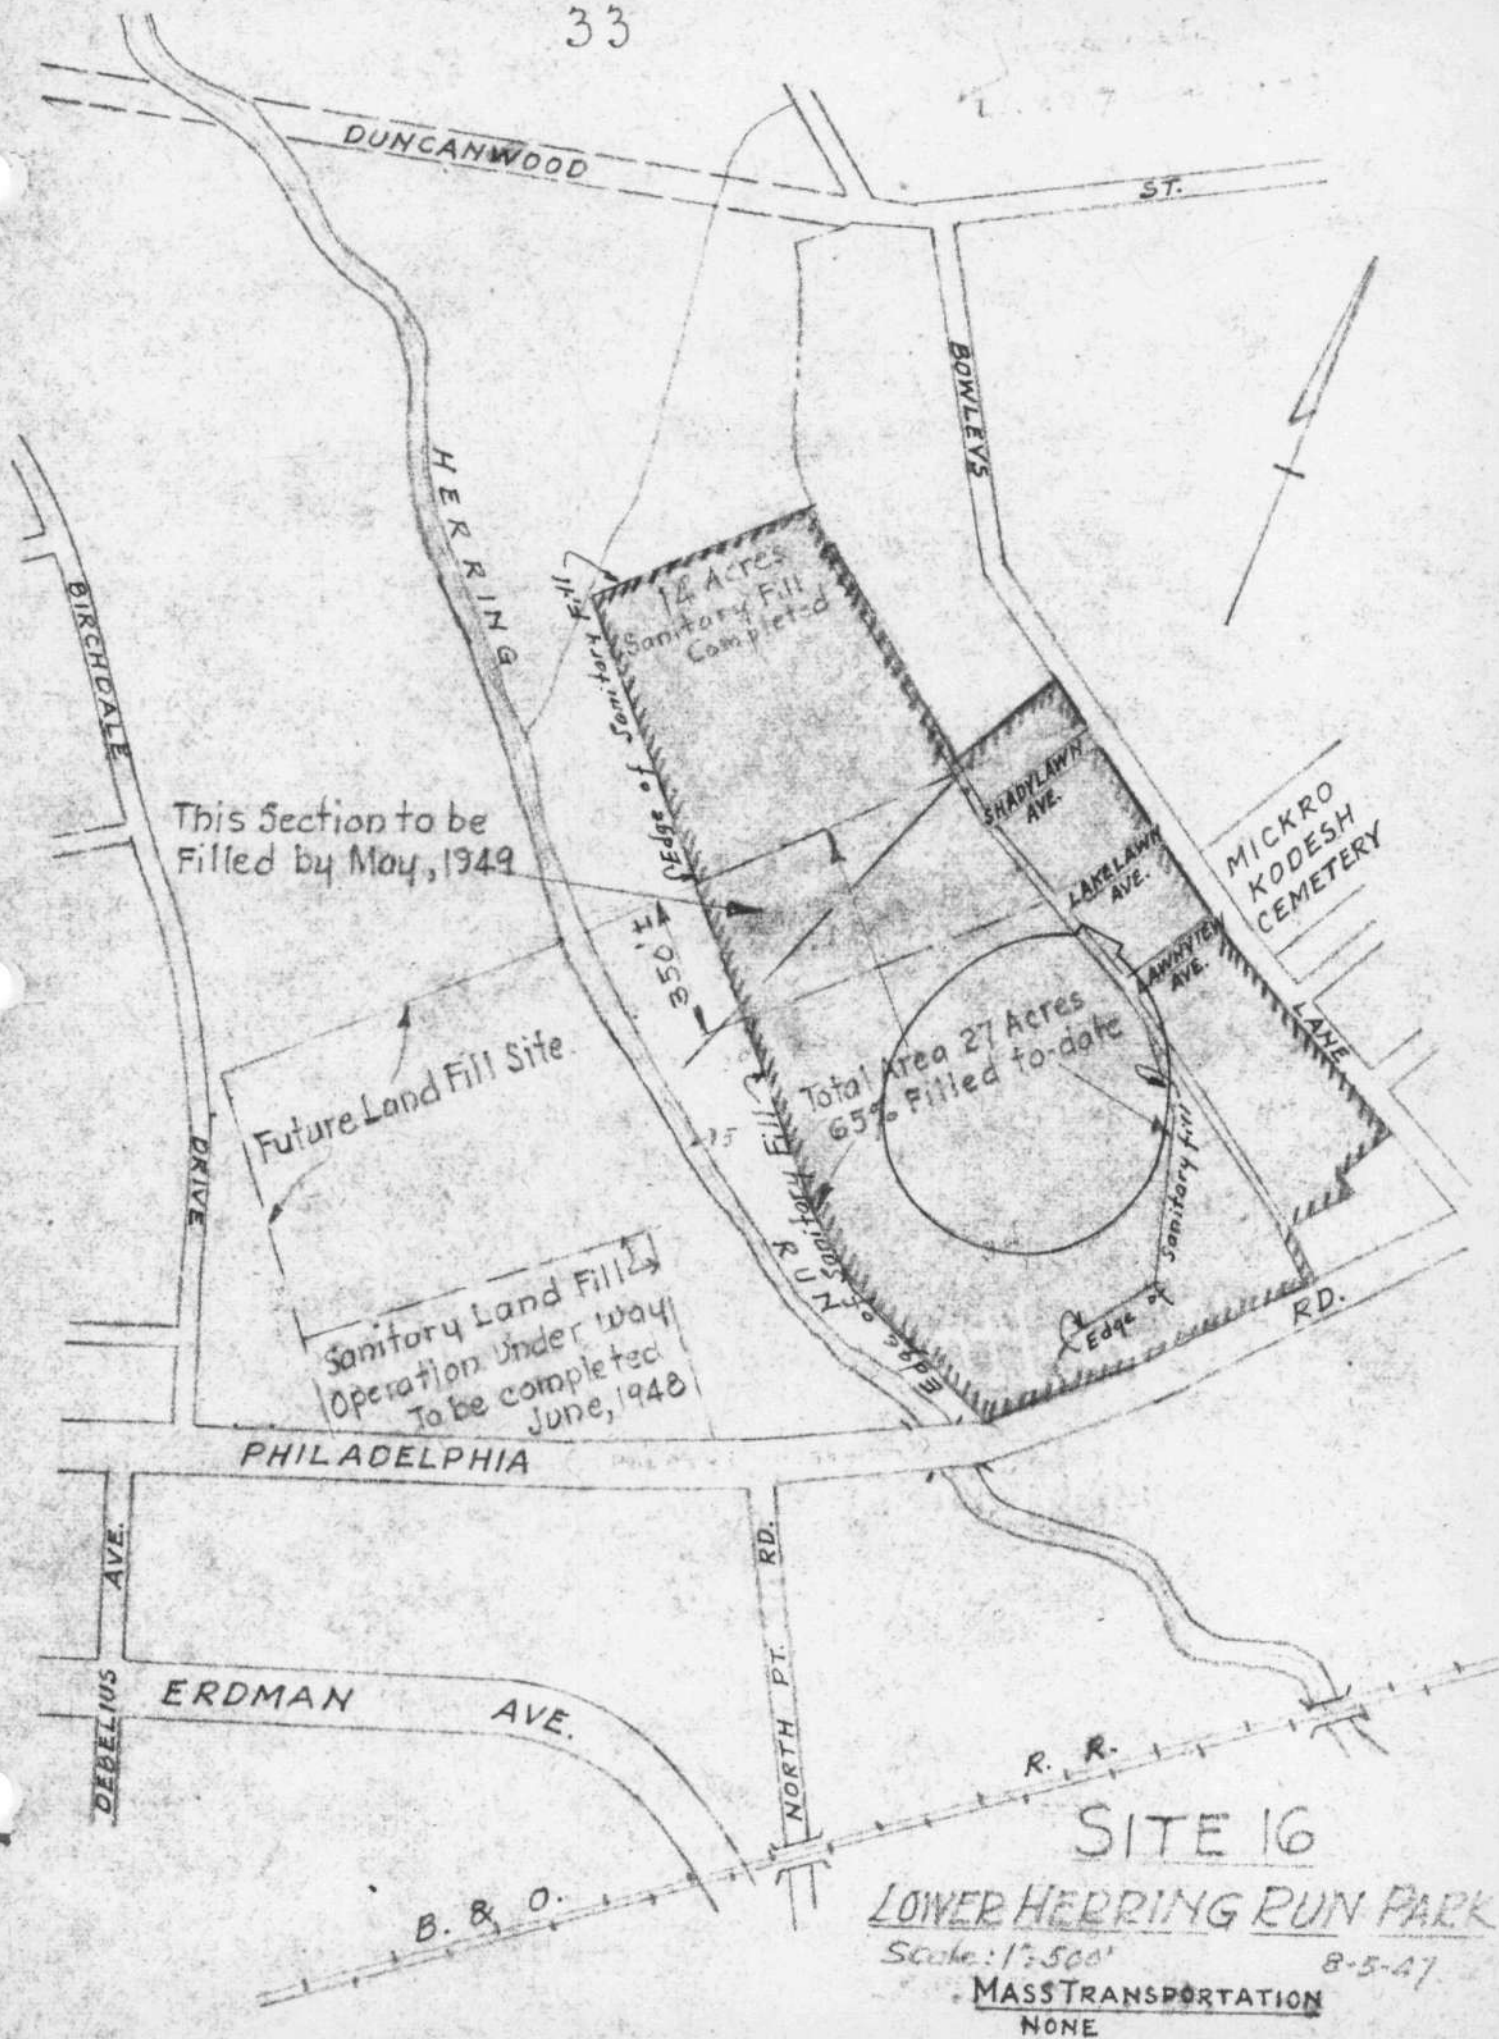 33
DUNCANWOOD
ST.
BOWLEYS
HERRING
BIRCHDALE
14 Acres
Sanitary Fill
Completed
Edge of Sanitary Fill
SHADYLAWN
AVE.
This Section to be
Filled by May, 1949
LAKELAWN
AVE.
MICKRO
KODESH
CEMETERY
350'±
LAWNVIEW
AVE.
LANE
Total Area 27 Acres
65% Filled to-date
Future Land Fill Site
DRIVE
Edge of Sanitary Fill
RUN
Edge of Sanitary fill
RD.
Sanitary Land Fill
Operation Under Way
To be completed
June, 1948
PHILADELPHIA
AVE.
RD.
DEBELIUS
ERDMAN AVE.
NORTH PT.
R. R.
B. & O.
SITE 16
LOWER HERRING RUN PARK
Scale: 1"=500'
8-5-47
MASS TRANSPORTATION
NONE